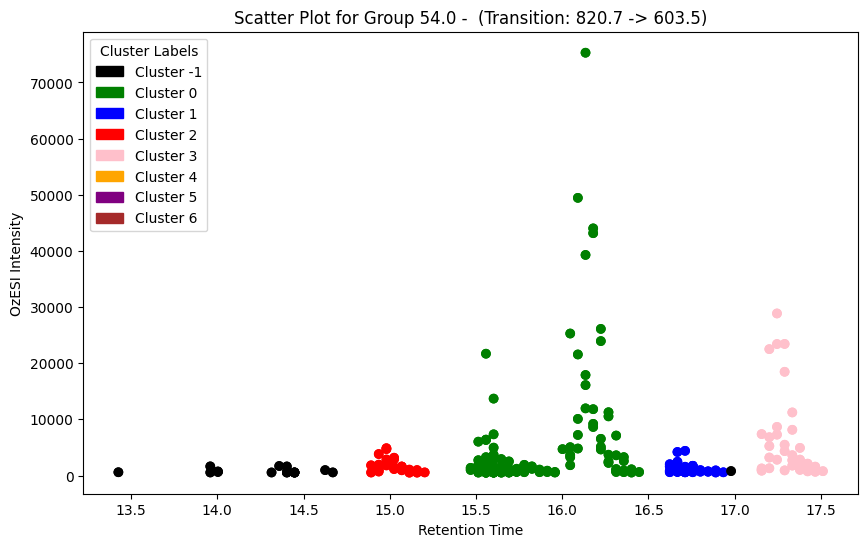 Scatter Plot for Group 54.0 -  (Transition: 820.7 -> 603.5)
Cluster Labels
Cluster -1
Cluster 0
Cluster 1
Cluster 2
Cluster 3
Cluster 4
Cluster 5
Cluster 6
OzESI Intensity
70000
60000
50000
40000
30000
20000
10000
0
13.5 14.0 14.5 15.0 15.5 16.0 16.5 17.0 17.5
Retention Time